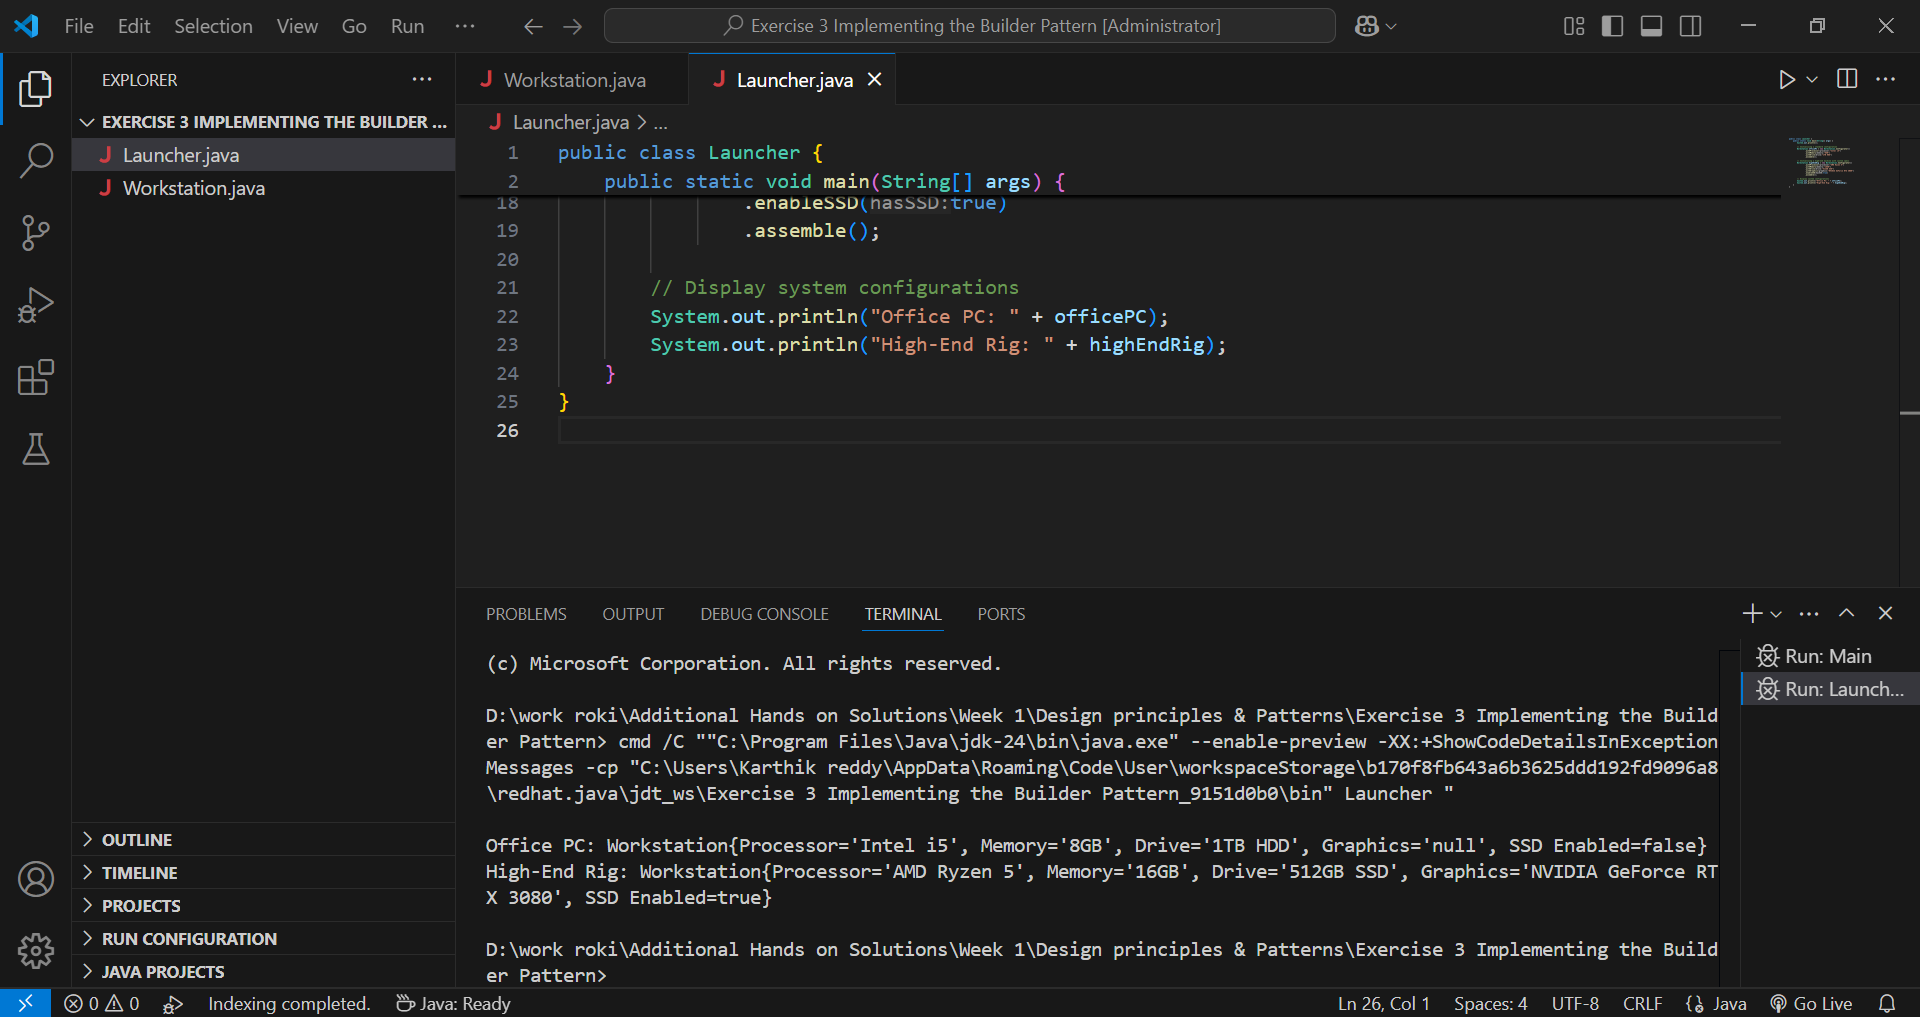 File Edit Selection View Go Run ···
Exercise 3 Implementing the Builder Pattern [Administrator]
EXPLORER
EXERCISE 3 IMPLEMENTING THE BUILDER ...
Launcher.java
Workstation.java
OUTLINE
TIMELINE
PROJECTS
RUN CONFIGURATION
JAVA PROJECTS
Workstation.java
Launcher.java
Launcher.java > ...
1 public class Launcher {
2 public static void main(String[] args) {
18 .enableSSD(hasSSD:true)
19 .assemble();
20
21 // Display system configurations
22 System.out.println("Office PC: " + officePC);
23 System.out.println("High-End Rig: " + highEndRig);
24 }
25 }
26
PROBLEMS OUTPUT DEBUG CONSOLE TERMINAL PORTS
(c) Microsoft Corporation. All rights reserved.
D:\work roki\Additional Hands on Solutions\Week 1\Design principles & Patterns\Exercise 3 Implementing the Build
er Pattern> cmd /C ""C:\Program Files\Java\jdk-24\bin\java.exe" --enable-preview -XX:+ShowCodeDetailsInException
Messages -cp "C:\Users\Karthik reddy\AppData\Roaming\Code\User\workspaceStorage\b170f8fb643a6b3625ddd192fd9096a8
\redhat.java\jdt_ws\Exercise 3 Implementing the Builder Pattern_9151d0b0\bin" Launcher "
Office PC: Workstation{Processor='Intel i5', Memory='8GB', Drive='1TB HDD', Graphics='null', SSD Enabled=false}
High-End Rig: Workstation{Processor='AMD Ryzen 5', Memory='16GB', Drive='512GB SSD', Graphics='NVIDIA GeForce RT
X 3080', SSD Enabled=true}
D:\work roki\Additional Hands on Solutions\Week 1\Design principles & Patterns\Exercise 3 Implementing the Build
er Pattern>
Run: Main
Run: Launch...
0 0 Indexing completed. Java: Ready
Ln 26, Col 1 Spaces: 4 UTF-8 CRLF Java Go Live